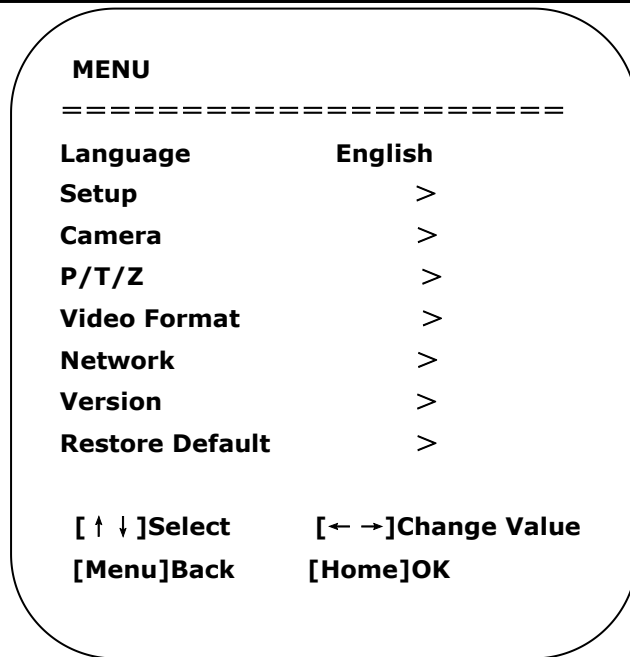 MENU
=====================
Language English
Setup >
Camera >
P/T/Z >
Video Format >
Network >
Version >
Restore Default >
[↑↓]Select [← →]Change Value
[Menu]Back [Home]OK